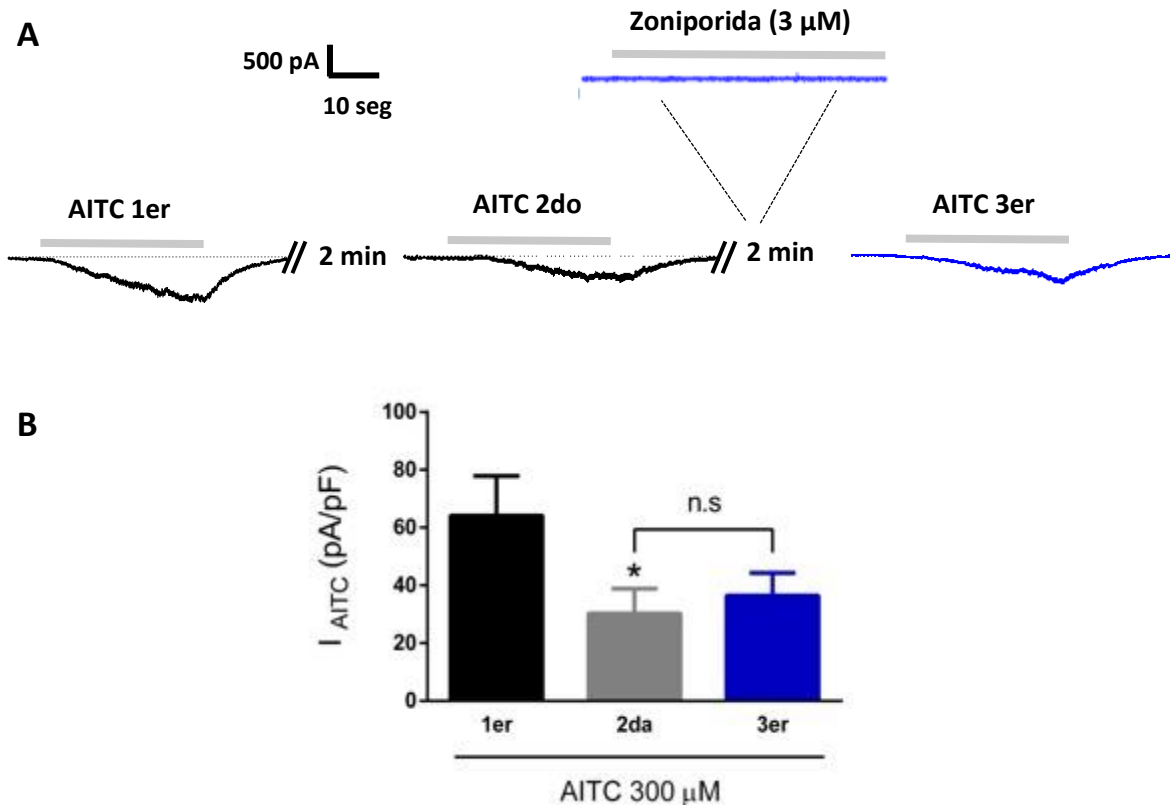 A
Zoniporida (3 µM)
500 pA
10 seg
AITC 1er
2 min
AITC 2do
2 min
AITC 3er
B
I AITC (pA/pF)
100
80
60
40
20
0
n.s
*
1er
2da
3er
AITC 300 µM